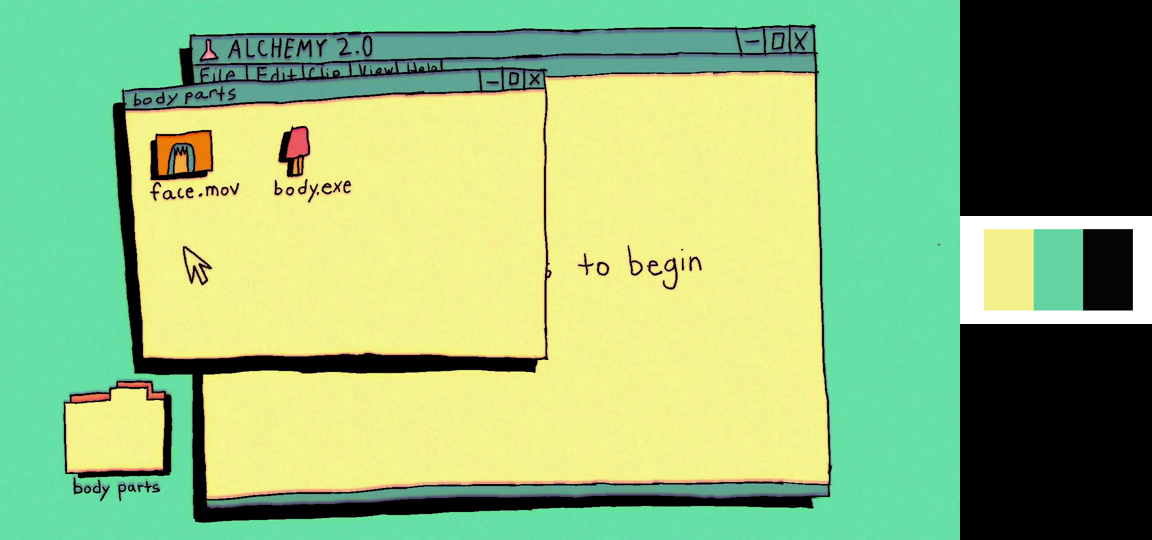 ALCHEMY 2.0
File Edit Clip View Help
body parts
face.mov body.exe
to begin
body parts